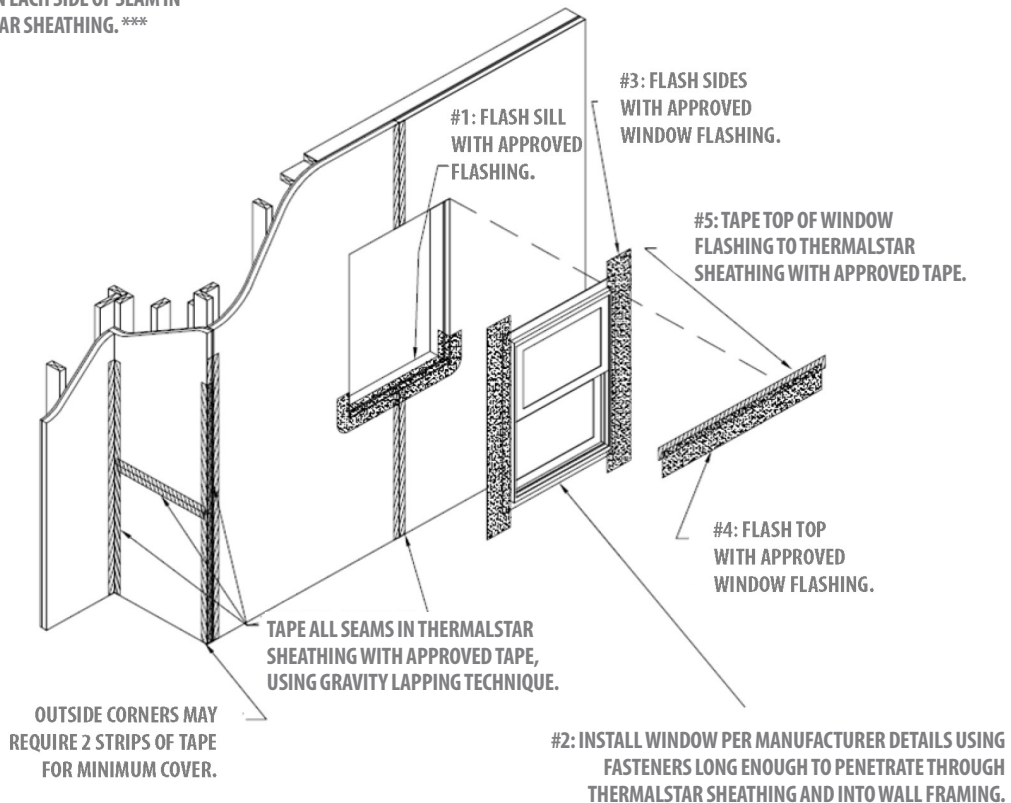 EACH SIDE OF SEAM IN
SHEATHING. ***
#3: FLASH SIDES
WITH APPROVED
WINDOW FLASHING.
#1: FLASH SILL
WITH APPROVED
FLASHING.
#5: TAPE TOP OF WINDOW
FLASHING TO THERMALSTAR
SHEATHING WITH APPROVED TAPE.
#4: FLASH TOP
WITH APPROVED
WINDOW FLASHING.
TAPE ALL SEAMS IN THERMALSTAR
SHEATHING WITH APPROVED TAPE,
USING GRAVITY LAPPING TECHNIQUE.
OUTSIDE CORNERS MAY
REQUIRE 2 STRIPS OF TAPE
FOR MINIMUM COVER.
#2: INSTALL WINDOW PER MANUFACTURER DETAILS USING
FASTENERS LONG ENOUGH TO PENETRATE THROUGH
THERMALSTAR SHEATHING AND INTO WALL FRAMING.